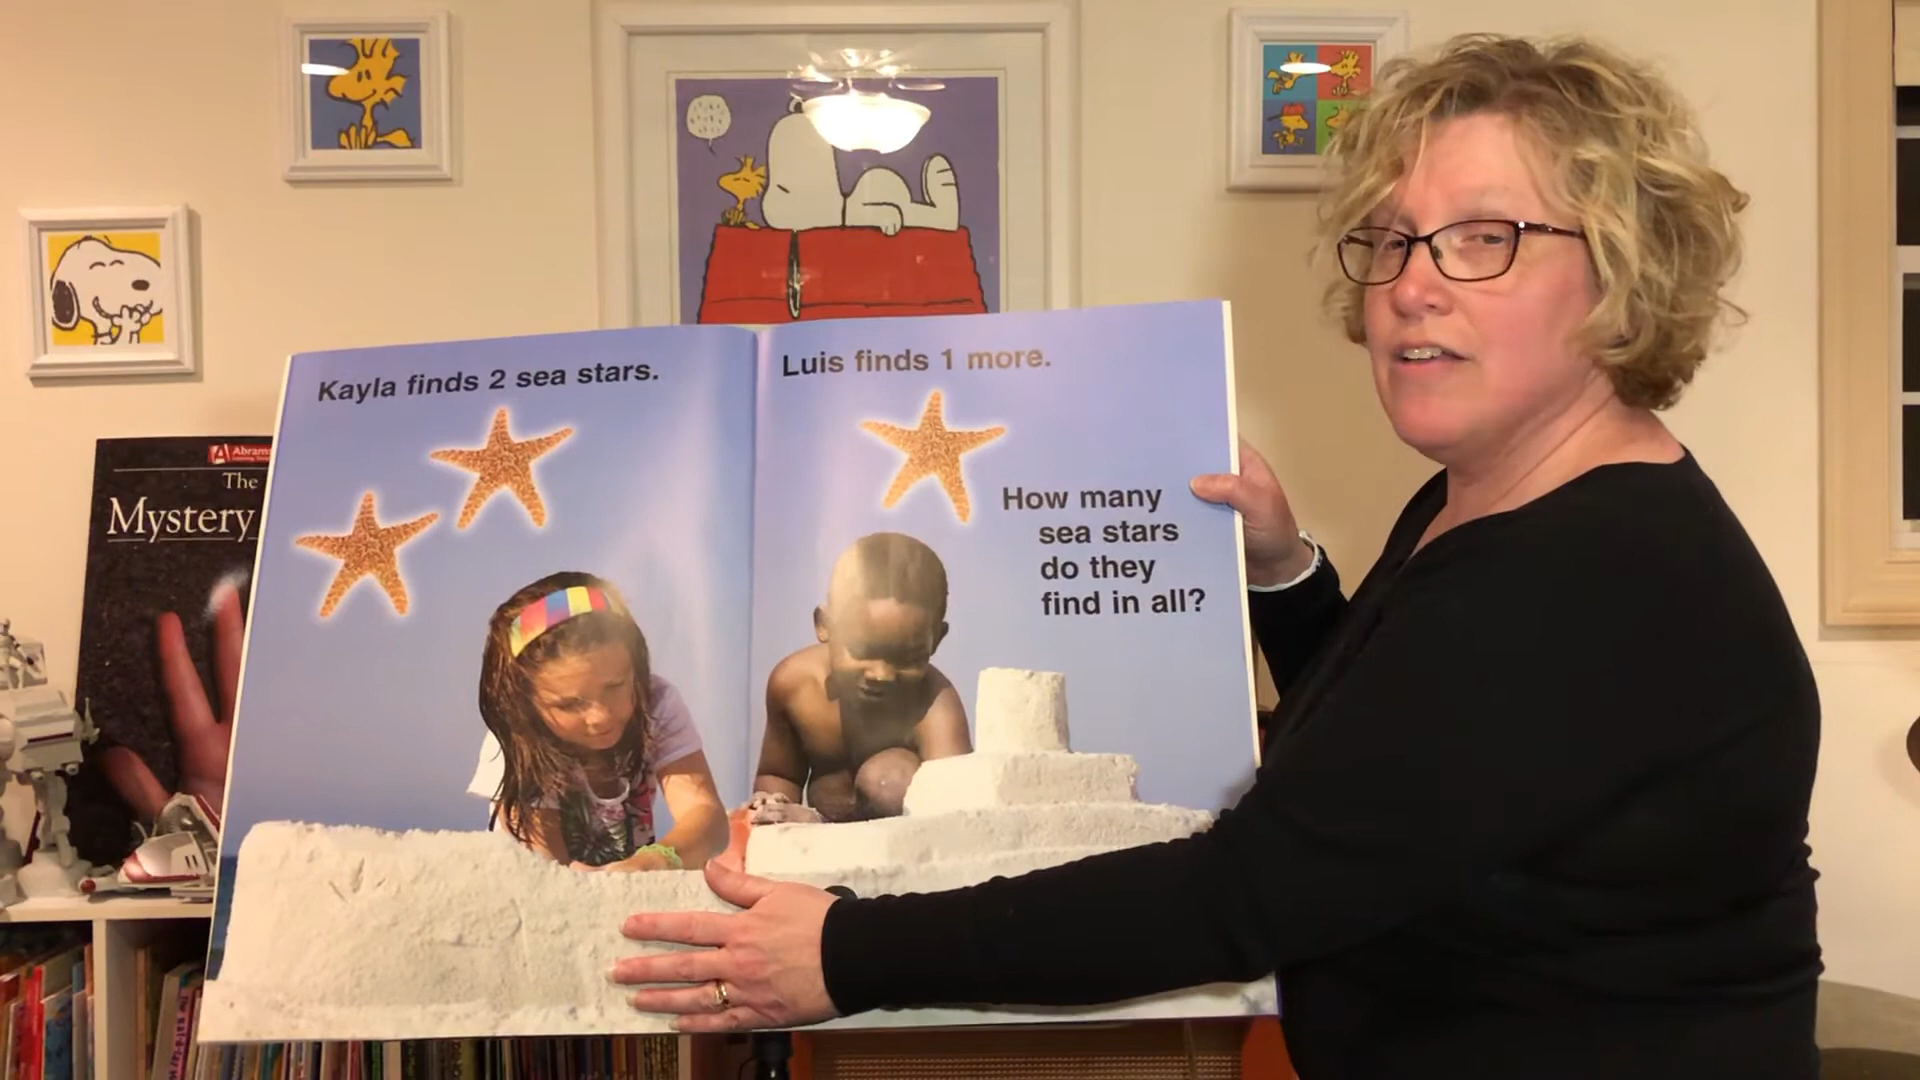 Kayla finds 2 sea stars.
Luis finds 1 more.
How many
sea stars
do they
find in all?
Abrams
The
Mystery